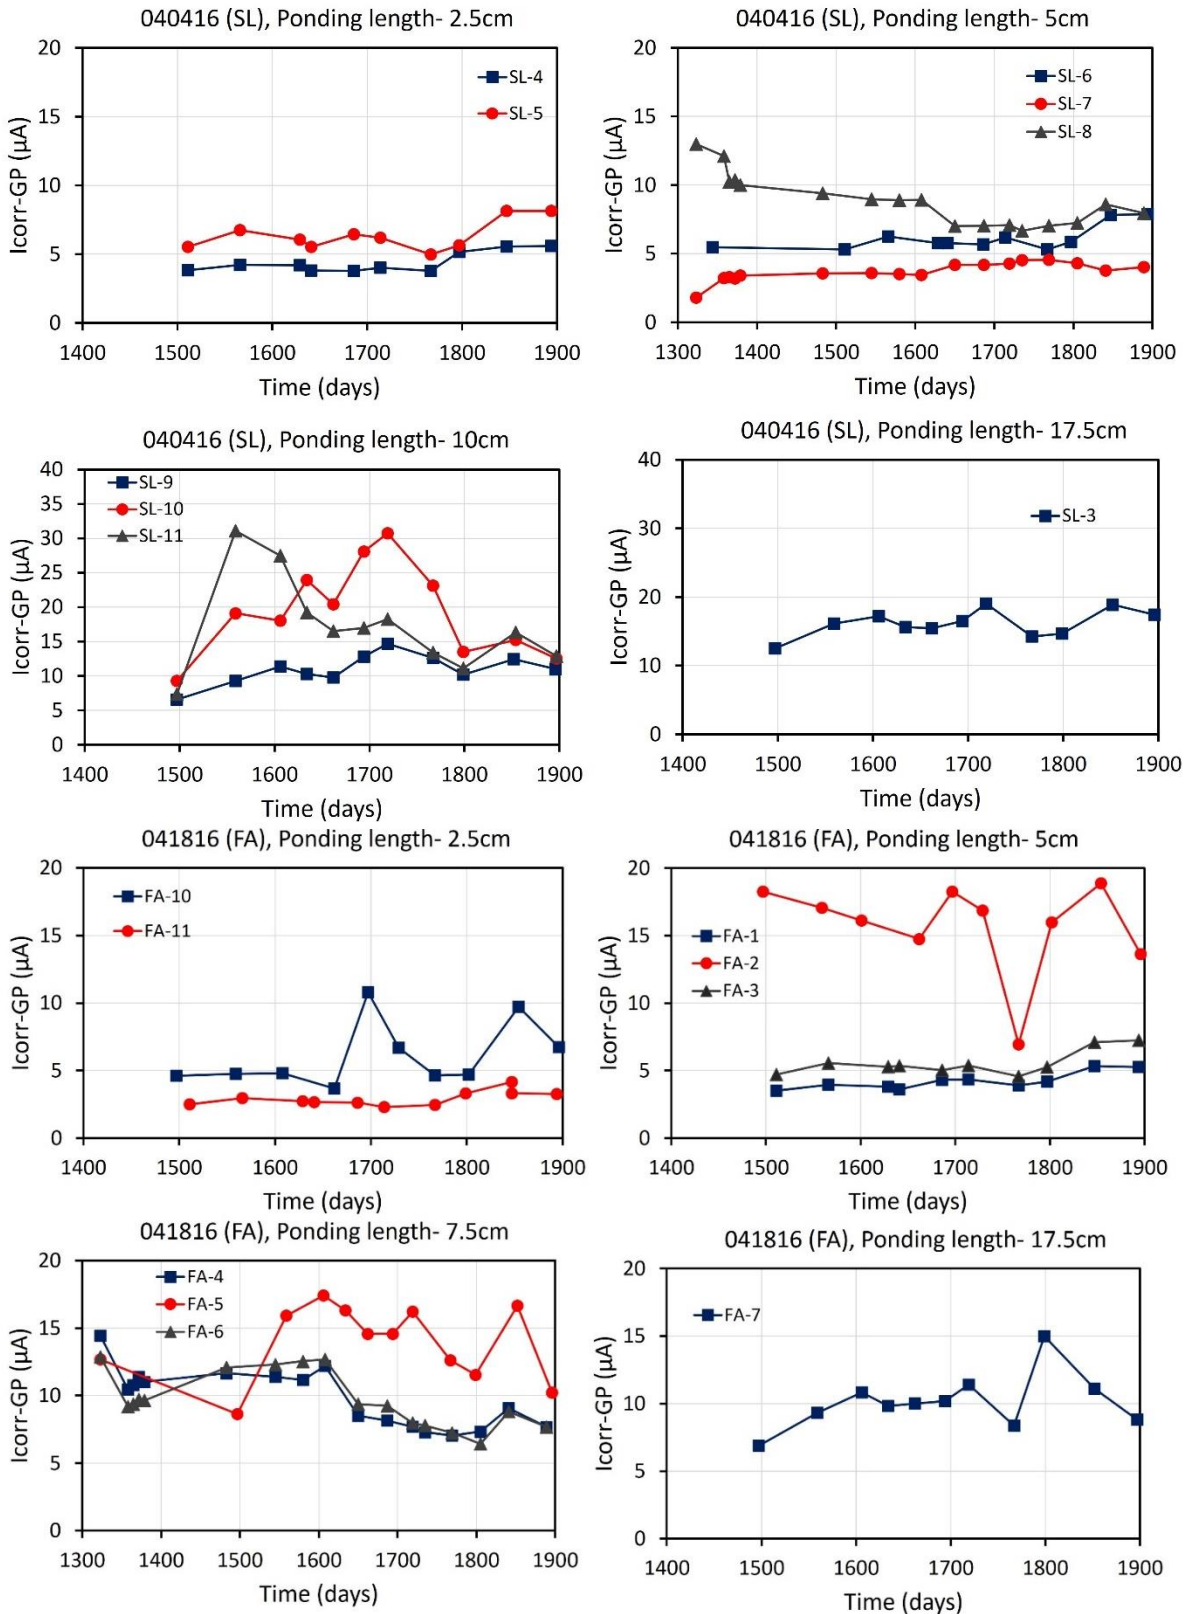 040416 (SL), Ponding length- 2.5cm
Icorr-GP (µA)
20
15
10
5
0
SL-4
SL-5
1400 1500 1600 1700 1800 1900
Time (days)
040416 (SL), Ponding length- 5cm
Icorr-GP (µA)
20
15
10
5
0
SL-6
SL-7
SL-8
1300 1400 1500 1600 1700 1800 1900
Time (days)
040416 (SL), Ponding length- 10cm
Icorr-GP (µA)
40
35
30
25
20
15
10
5
0
SL-9
SL-10
SL-11
1400 1500 1600 1700 1800 1900
Time (days)
040416 (SL), Ponding length- 17.5cm
Icorr-GP (µA)
40
30
20
10
0
SL-3
1400 1500 1600 1700 1800 1900
Time (days)
041816 (FA), Ponding length- 2.5cm
Icorr-GP (µA)
20
15
10
5
0
FA-10
FA-11
1400 1500 1600 1700 1800 1900
Time (days)
041816 (FA), Ponding length- 5cm
Icorr-GP (µA)
20
15
10
5
0
FA-1
FA-2
FA-3
1400 1500 1600 1700 1800 1900
Time (days)
041816 (FA), Ponding length- 7.5cm
Icorr-GP (µA)
20
15
10
5
0
FA-4
FA-5
FA-6
1300 1400 1500 1600 1700 1800 1900
Time (days)
041816 (FA), Ponding length- 17.5cm
Icorr-GP (µA)
20
15
10
5
0
FA-7
1400 1500 1600 1700 1800 1900
Time (days)